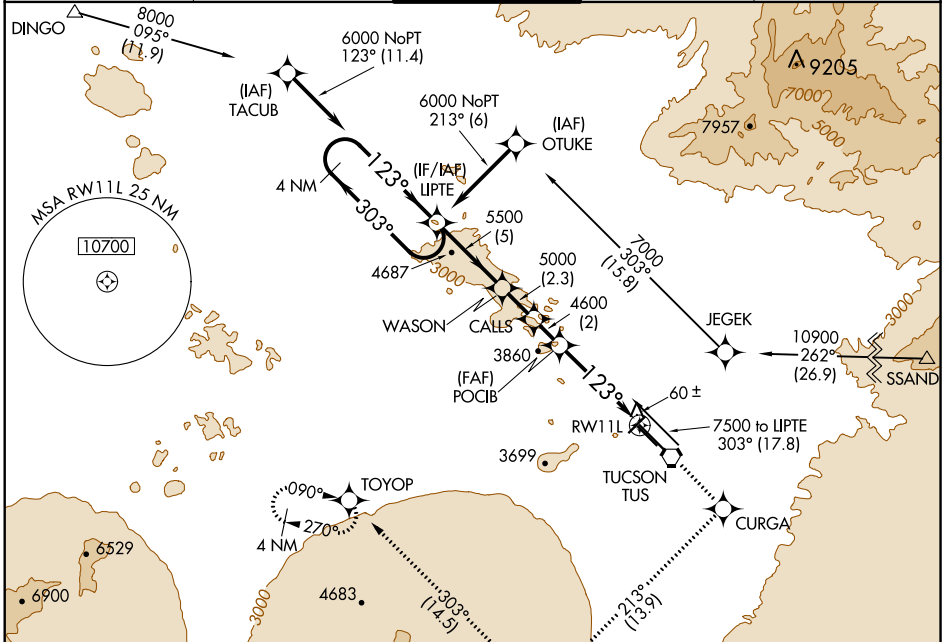 DINGO
8000
095°
(11.9)
(IAF)
TACUB
6000 NoPT
123° (11.4)
6000 NoPT
213° (6)
(IAF)
OTUKE
9205
7000
7957
5000
4 NM
123°
303°
(IF/IAF)
LIPTE
MSA RW11L 25 NM
10700
5500
(5)
4687
3000
5000
(2.3)
4600
(2)
WASON
CALLS
3860
(FAF)
POCIB
7000
303°
(15.8)
JEGEK
3000
10900
262°
(26.9)
SSAND
123°
60 ±
RW11L
7500 to LIPTE
303° (17.8)
TUCSON
TUS
3699
090°
TOYOP
270°
4 NM
CURGA
6529
6900
3000
4683
303°
(14.5)
213°
(13.9)